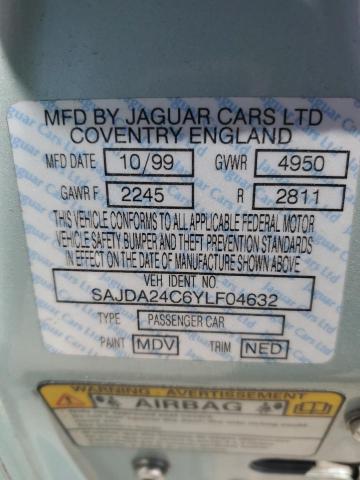 MFD BY JAGUAR CARS LTD
COVENTRY ENGLAND
MFD DATE 10/99 GVWR 4950
GAWR F 2245 R 2811
THIS VEHICLE CONFORMS TO ALL APPLICABLE FEDERAL MOTOR
VEHICLE SAFETY BUMPER AND THEFT PREVENTION STANDARDS
IN EFFECT ON THE DATE OF MANUFACTURE SHOWN ABOVE
VEH IDENT NO.
SAJDA24C6YLF04632
TYPE PASSENGER CAR
PAINT MDV TRIM NED
WARNING - AVERTISSEMENT
AIRBAG